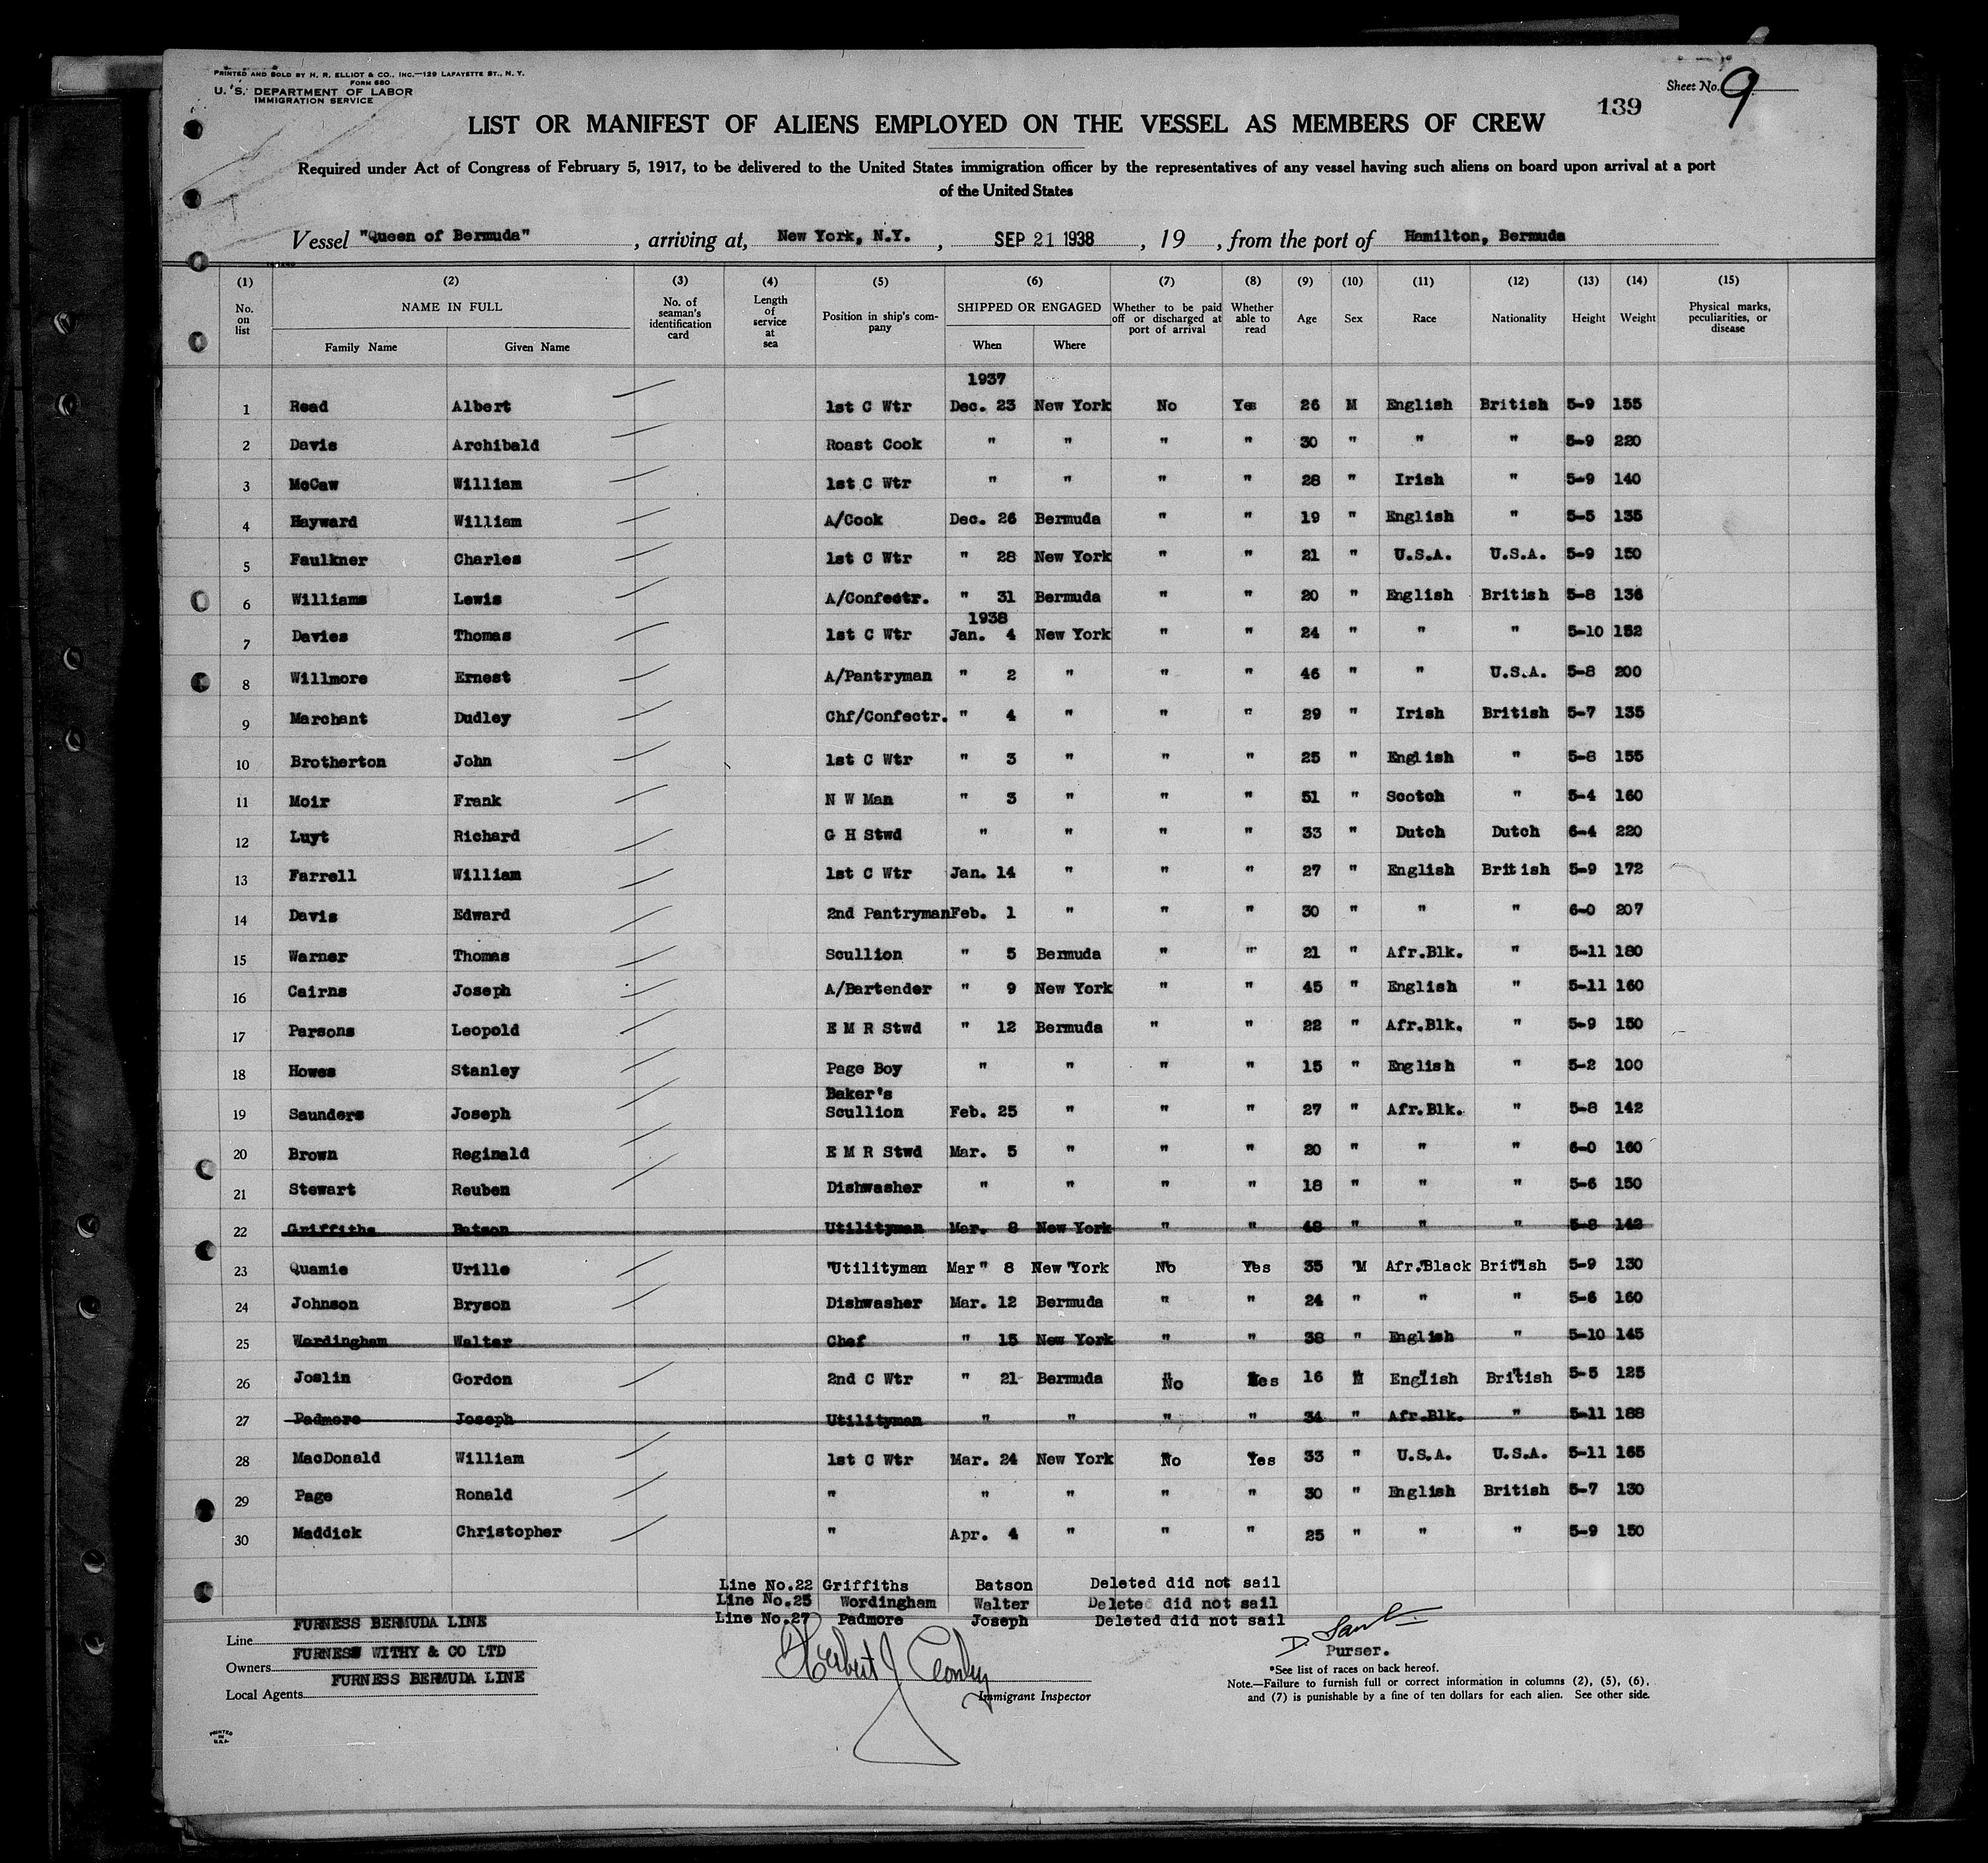 PRINTED AND SOLD BY H. R. ELLIOT & CO., INC.—129 LAFAYETTE ST., N. Y.
FORM 680
U. S. DEPARTMENT OF LABOR
IMMIGRATION SERVICE
Sheet No. 9
139
LIST OR MANIFEST OF ALIENS EMPLOYED ON THE VESSEL AS MEMBERS OF CREW
Required under Act of Congress of February 5, 1917, to be delivered to the United States immigration officer by the representatives of any vessel having such aliens on board upon arrival at a port
of the United States
Vessel "Queen of Bermuda" , arriving at, New York, N.Y. , SEP 21 1938 , 19 , from the port of Hamilton, Bermuda
(1) (2) (3) (4) (5) (6) (7) (8) (9) (10) (11) (12) (13) (14) (15)
No. on list NAME IN FULL Family Name Given Name No. of seaman's identification card Length of service at sea Position in ship's company SHIPPED OR ENGAGED When Where Whether to be paid off or discharged at port of arrival Whether able to read Age Sex Race Nationality Height Weight Physical marks, peculiarities, or disease
1937
1 Read Albert 1st C Wtr Dec. 23 New York No Yes 26 M English British 5-9 155
2 Davis Archibald Roast Cook " " " " 30 " " " 5-9 220
3 McCaw William 1st C Wtr " " " " 28 " Irish " 5-9 140
4 Hayward William A/Cook Dec. 26 Bermuda " " 19 " English " 5-5 135
5 Faulkner Charles 1st C Wtr " 28 New York " " 21 " U.S.A. U.S.A. 5-9 150
6 Williams Lewis A/Confectr. " 31 Bermuda " " 20 " English British 5-8 136
1938
7 Davies Thomas 1st C Wtr Jan. 4 New York " " 24 " " " 5-10 152
8 Willmore Ernest A/Pantryman " 2 " " " 46 " " U.S.A. 5-8 200
9 Marchant Dudley Chf/Confectr. " 4 " " " 29 " Irish British 5-7 135
10 Brotherton John 1st C Wtr " 3 " " " 25 " English " 5-8 155
11 Moir Frank N W Man " 3 " " " 51 " Scotch " 5-4 160
12 Luyt Richard G H Stwd " " " " 33 " Dutch Dutch 6-4 220
13 Farrell William 1st C Wtr Jan. 14 " " " 27 " English British 5-9 172
14 Davis Edward 2nd Pantryman Feb. 1 " " " 30 " " " 6-0 207
15 Warner Thomas Scullion " 5 Bermuda " " 21 " Afr.Blk. " 5-11 180
16 Cairns Joseph A/Bartender " 9 New York " " 45 " English " 5-11 160
17 Parsons Leopold E M R Stwd " 12 Bermuda " " 22 " Afr.Blk. " 5-9 150
18 Howes Stanley Page Boy " " " " 15 " English " 5-2 100
Baker's
19 Saunders Joseph Scullion Feb. 25 " " " 27 " Afr.Blk. " 5-8 142
20 Brown Reginald E M R Stwd Mar. 5 " " " 20 " " " 6-0 160
21 Stewart Reuben Dishwasher " " " " 18 " " " 5-6 150
22 Griffiths Batson Utilityman Mar. 8 New York " " 48 " " " 5-8 142
23 Quamie Urille "Utilityman Mar " 8 New York No Yes 35 "M Afr.Black British 5-9 130
24 Johnson Bryson Dishwasher Mar. 12 Bermuda " " 24 " " " 5-6 160
25 Wordingham Walter Chef " 15 New York " " 38 " English " 5-10 145
26 Joslin Gordon 2nd C Wtr " 21 Bermuda No Yes 16 M English British 5-5 125
27 Padmore Joseph Utilityman " " " " 34 " Afr.Blk. " 5-11 188
28 MacDonald William 1st C Wtr Mar. 24 New York No Yes 33 " U.S.A. U.S.A. 5-11 165
29 Page Ronald " " " " " 30 " English British 5-7 130
30 Maddick Christopher " Apr. 4 " " " 25 " " " 5-9 150
Line No.22 Griffiths Batson Deleted did not sail
Line No.25 Wordingham Walter Deleted did not sail
Line No.27 Padmore Joseph Deleted did not sail
Line FURNESS BERMUDA LINE
Owners FURNESS WITHY & CO LTD
Local Agents FURNESS BERMUDA LINE
Herbert J
Immigrant Inspector
D.
Purser.
*See list of races on back hereof.
Note.—Failure to furnish full or correct information in columns (2), (5), (6),
and (7) is punishable by a fine of ten dollars for each alien. See other side.
PRINTED
IN
U.S.A.